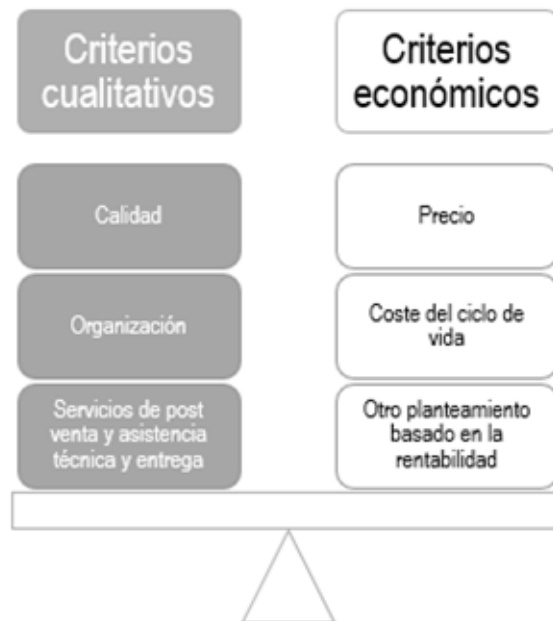 Criterios
cualitativos
Calidad
Organización
Servicios de post
venta y asistencia
técnica y entrega
Criterios
económicos
Precio
Coste del ciclo de
vida
Otro planteamiento
basado en la
rentabilidad